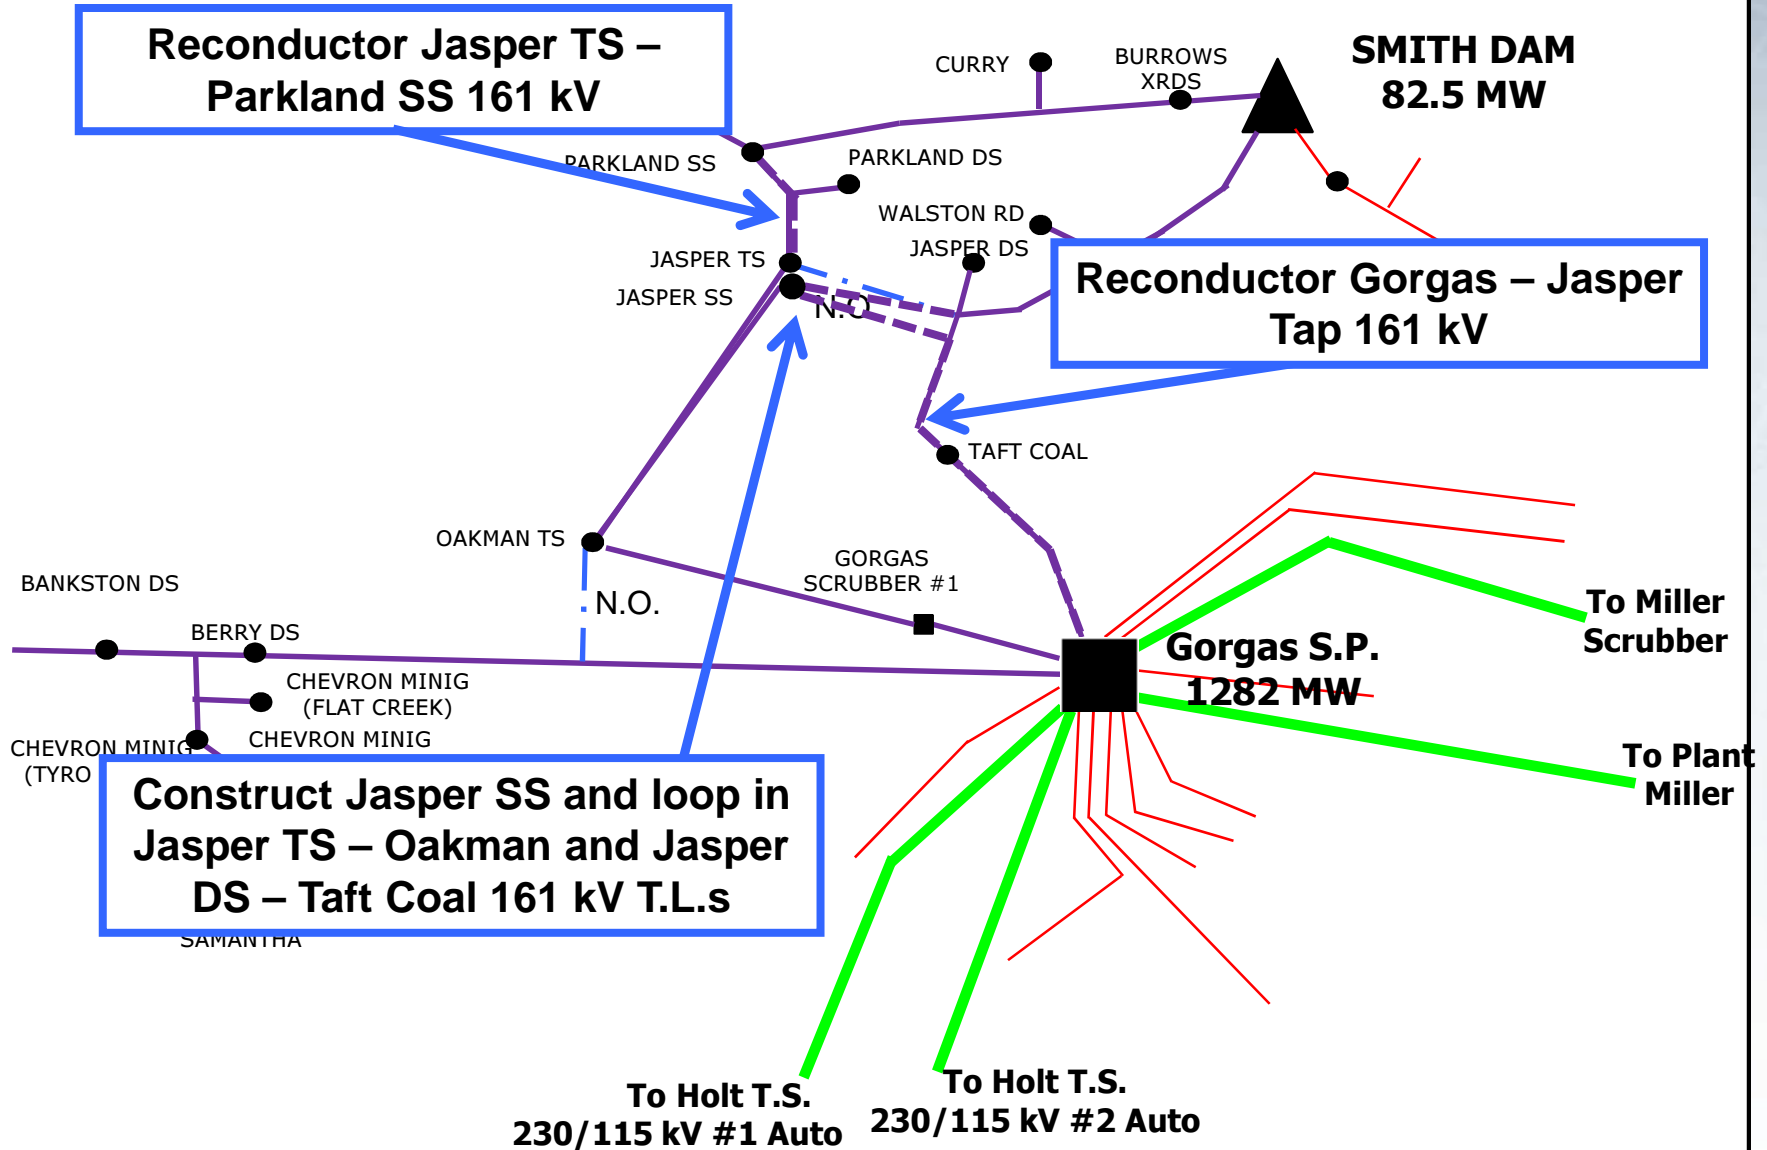 Reconductor Jasper TS –
Parkland SS 161 kV
CURRY
BURROWS
XRDS
SMITH DAM
82.5 MW
PARKLAND SS
PARKLAND DS
WALSTON RD
JASPER DS
JASPER TS
JASPER SS
N.O
Reconductor Gorgas – Jasper
Tap 161 kV
TAFT COAL
OAKMAN TS
GORGAS
SCRUBBER #1
BANKSTON DS
N.O.
BERRY DS
To Miller
Scrubber
Gorgas S.P.
1282 MW
CHEVRON MINIG
(FLAT CREEK)
CHEVRON MINIG
(TYRO
CHEVRON MINIG
To Plant
Miller
Construct Jasper SS and loop in
Jasper TS – Oakman and Jasper
DS – Taft Coal 161 kV T.L.s
SAMANTHA
To Holt T.S.
230/115 kV #1 Auto
To Holt T.S.
230/115 kV #2 Auto